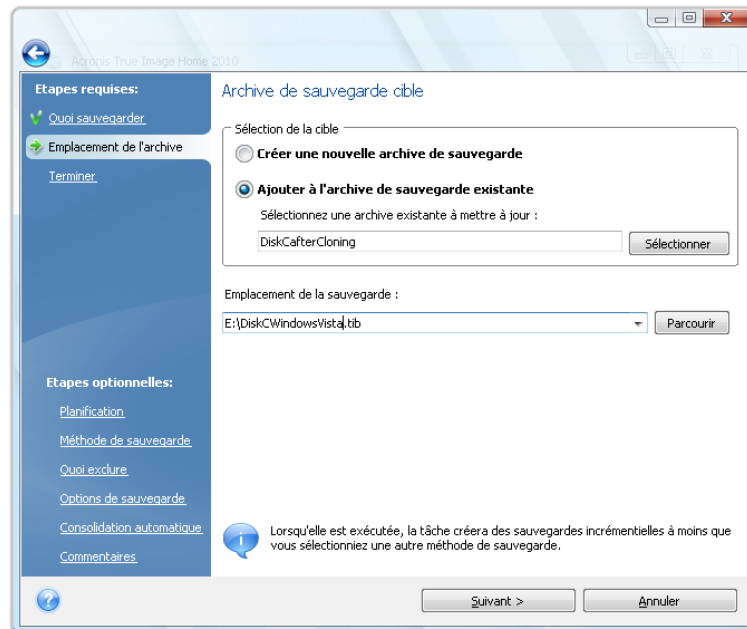 Acronis True Image Home 2010
Etapes requises:
Quoi sauvegarder
Emplacement de l'archive
Terminer
Archive de sauvegarde cible
Sélection de la cible
Créer une nouvelle archive de sauvegarde
Ajouter à l'archive de sauvegarde existante
Sélectionnez une archive existante à mettre à jour :
DiskCafterCloning
Sélectionner
Emplacement de la sauvegarde :
E:\DiskCWindowsVista.tib
Parcourir
Etapes optionnelles:
Planification
Méthode de sauvegarde
Quoi exclure
Options de sauvegarde
Consolidation automatique
Commentaires
Lorsqu'elle est exécutée, la tâche créera des sauvegardes incrémentielles à moins que
vous sélectionniez une autre méthode de sauvegarde.
Suivant >
Annuler